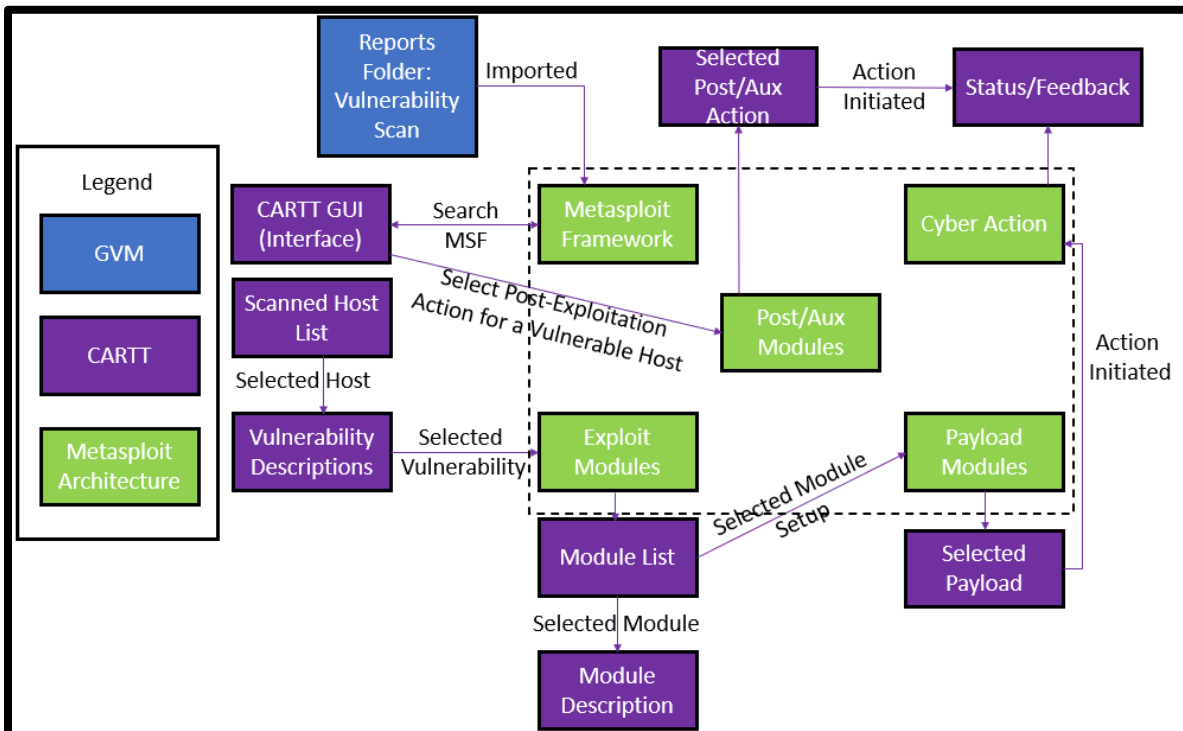 Reports
Folder:
Vulnerability
Scan
Imported
Selected
Post/Aux
Action
Action
Initiated
Status/Feedback
Legend
GVM
CARTT
Metasploit
Architecture
CARTT GUI
(Interface)
Search
MSF
Metasploit
Framework
Cyber Action
Select Post-Exploitation
Action for a Vulnerable Host
Scanned Host
List
Post/Aux
Modules
Action
Initiated
Selected Host
Vulnerability
Descriptions
Selected
Vulnerability
Exploit
Modules
Payload
Modules
Selected Module
Setup
Module List
Selected
Payload
Selected Module
Module
Description